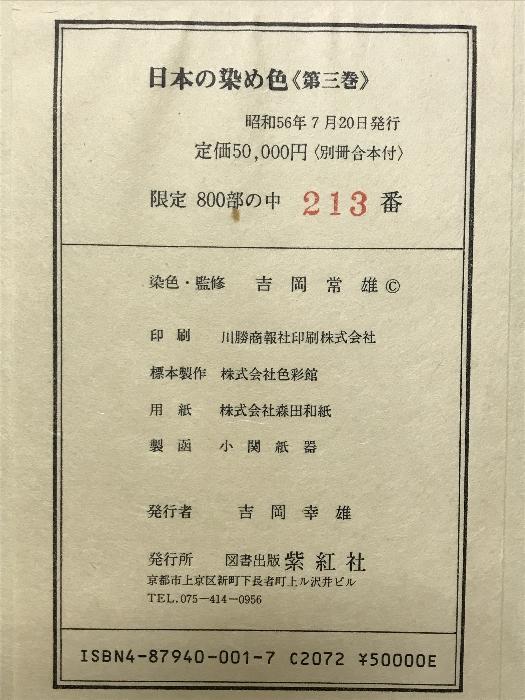 日本の染め色《第三巻》
昭和56年7月20日発行
定価50,000円〈別冊合本付〉
限定 800部の中 213 番
染色・監修 吉岡常雄©
印刷 川勝商報社印刷株式会社
標本製作 株式会社色彩館
用紙 株式会社森田和紙
製函 小関紙器
発行者 吉岡幸雄
発行所 図書出版 紫紅社
京都市上京区新町下長者町上ル沢井ビル
TEL.075-414-0956
ISBN4-87940-001-7 C2072 ¥50000E